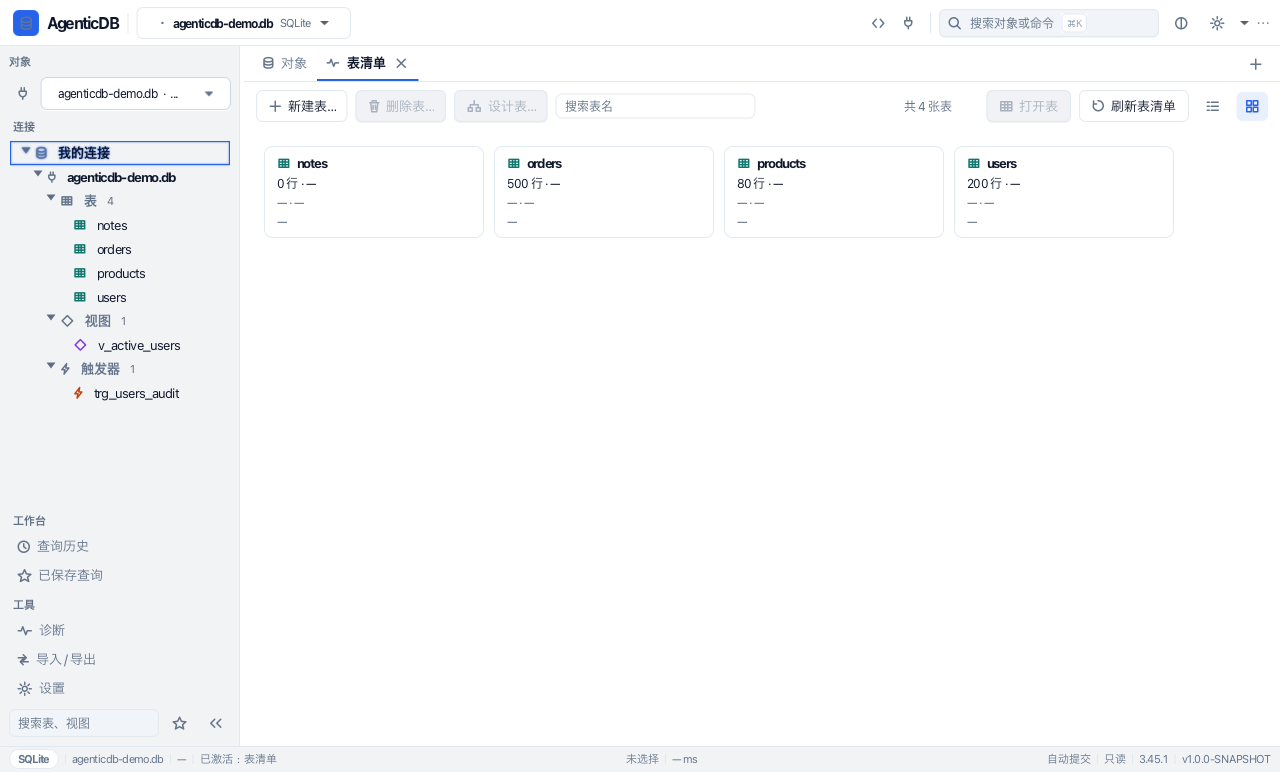 AgenticDB
· agenticdb-demo.db SQLite
搜索对象或命令 ⌘K
···
对象
agenticdb-demo.db · ...
连接
我的连接
agenticdb-demo.db
表 4
notes
orders
products
users
视图 1
v_active_users
触发器 1
trg_users_audit
工作台
查询历史
已保存查询
工具
诊断
导入/导出
设置
搜索表、视图
对象
表清单
新建表...
删除表...
设计表...
搜索表名
共 4 张表
打开表
刷新表清单
notes
0 行 · —
— · —
—
orders
500 行 · —
— · —
—
products
80 行 · —
— · —
—
users
200 行 · —
— · —
—
SQLite
agenticdb-demo.db
—
已激活：表清单
未选择
— ms
自动提交
只读
3.45.1
v1.0.0-SNAPSHOT